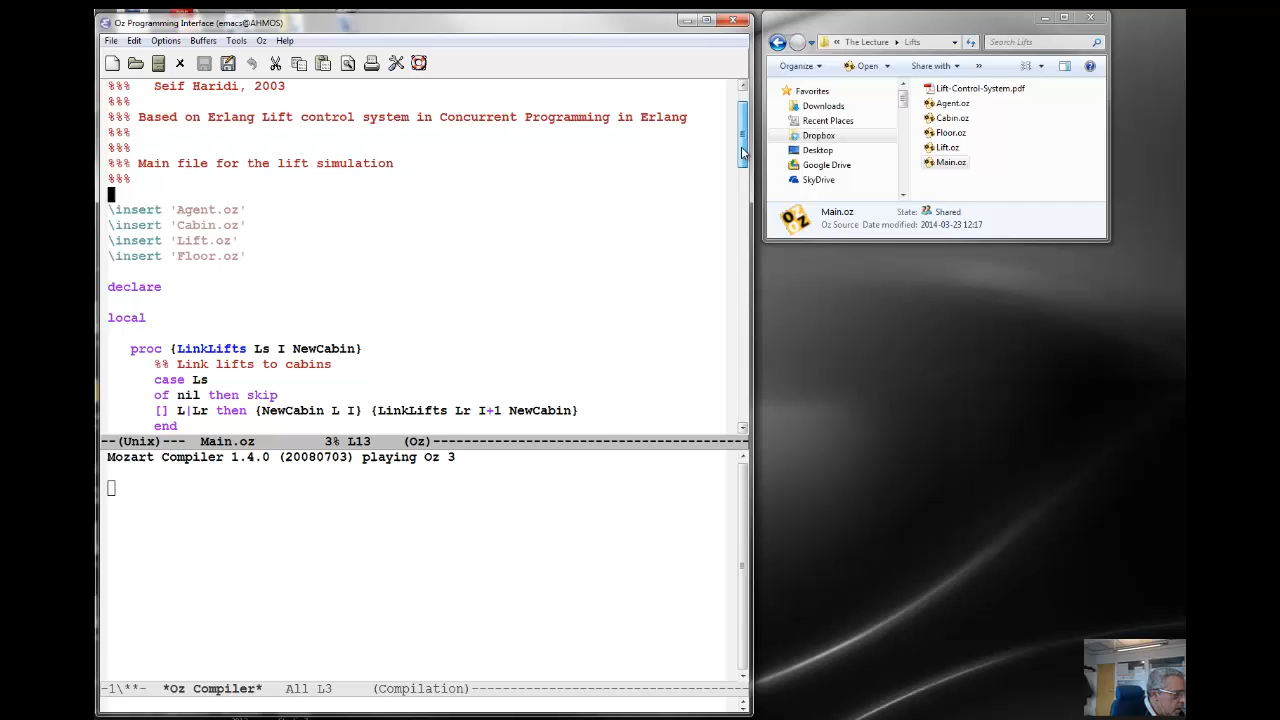 Oz Programming Interface (emacs@AHMOS)
File Edit Options Buffers Tools Oz Help
%%%   Seif Haridi, 2003
%%%
%%% Based on Erlang Lift control system in Concurrent Programming in Erlang
%%%
%%%
%%% Main file for the lift simulation
%%%
\insert 'Agent.oz'
\insert 'Cabin.oz'
\insert 'Lift.oz'
\insert 'Floor.oz'
declare
local
proc {LinkLifts Ls I NewCabin}
%% Link lifts to cabins
case Ls
of nil then skip
[] L|Lr then {NewCabin L I} {LinkLifts Lr I+1 NewCabin}
end
--(Unix)---  Main.oz         3% L13    (Oz)
Mozart Compiler 1.4.0 (20080703) playing Oz 3
-1\**-  *Oz Compiler*   All L3     (Compilation)
« The Lecture Lifts Search Lifts
Organize Open Share with »
Favorites
Downloads
Recent Places
Dropbox
Desktop
Google Drive
SkyDrive
Lift-Control-System.pdf
Agent.oz
Cabin.oz
Floor.oz
Lift.oz
Main.oz
Main.oz State: Shared
Oz Source Date modified: 2014-03-23 12:17